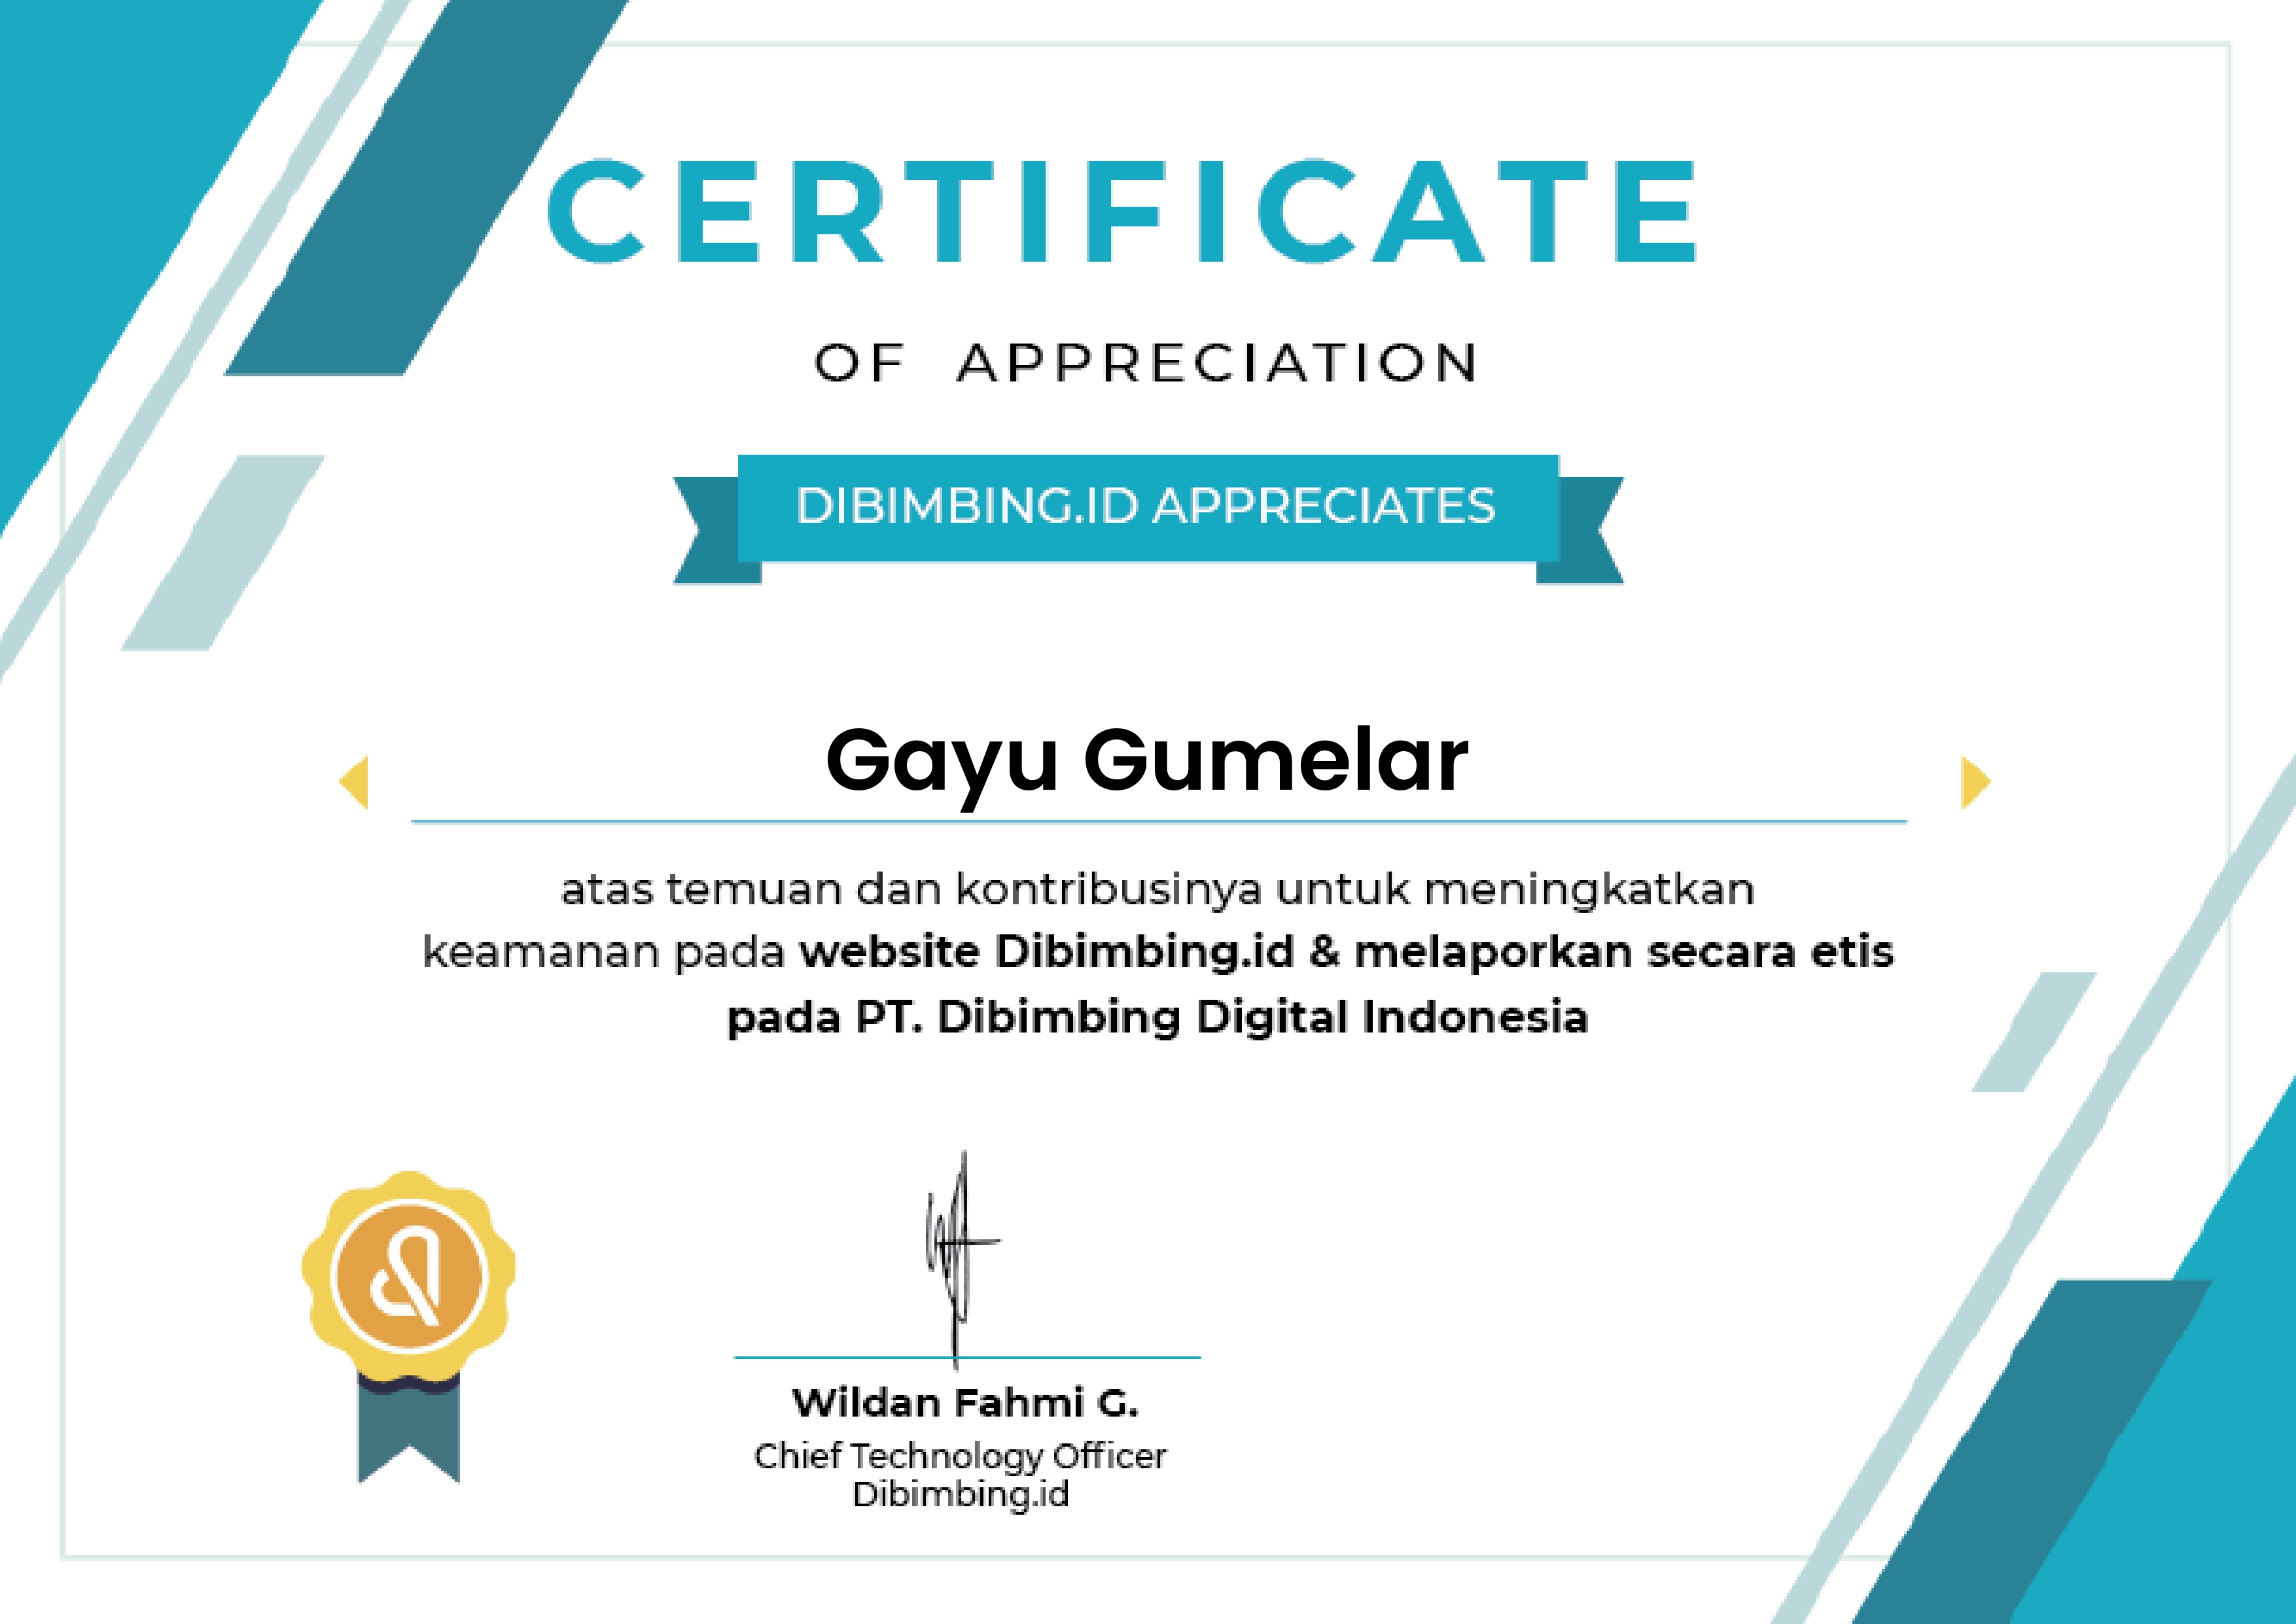 CERTIFICATE
OF APPRECIATION
DIBIMBING.ID APPRECIATES
Gayu Gumelar
atas temuan dan kontribusinya untuk meningkatkan
keamanan pada website Dibimbing.id & melaporkan secara etis
pada PT. Dibimbing Digital Indonesia
Wildan Fahmi G.
Chief Technology Officer
Dibimbing.id